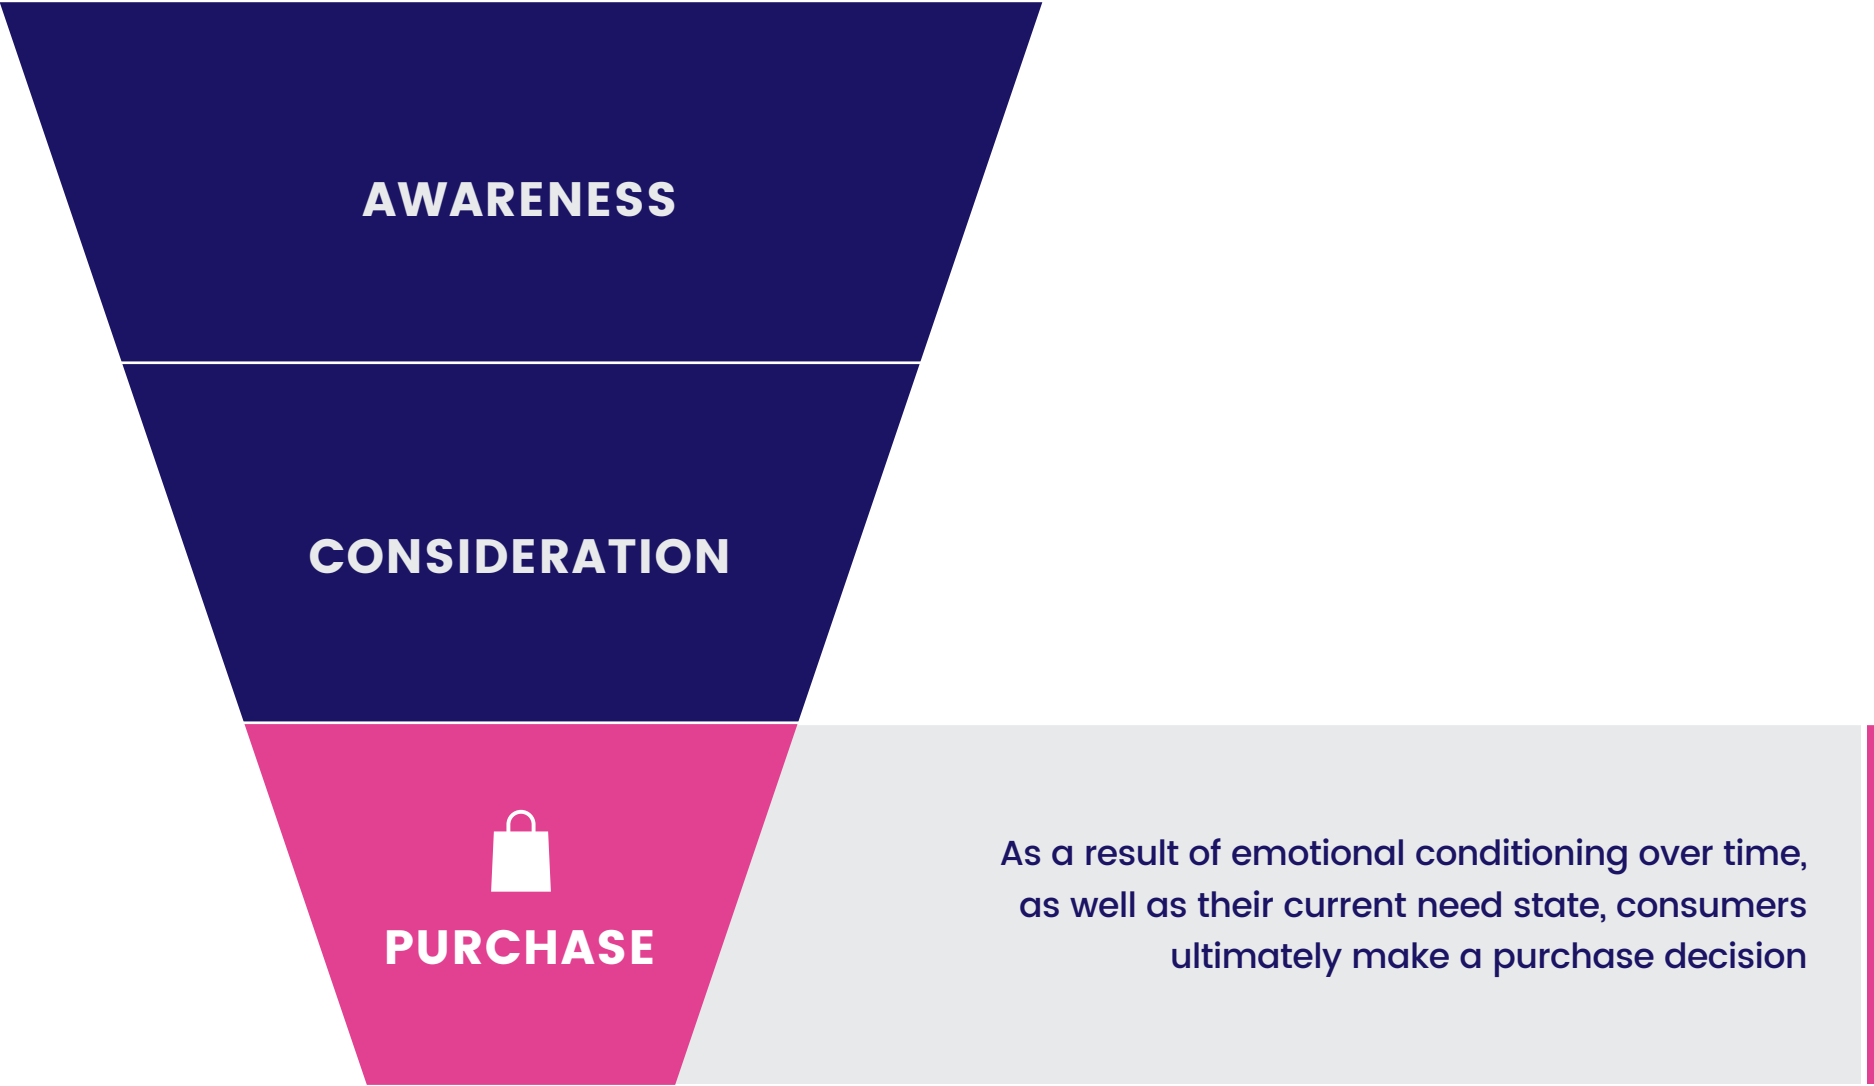 AWARENESS
CONSIDERATION
PURCHASE
As a result of emotional conditioning over time,
as well as their current need state, consumers
ultimately make a purchase decision